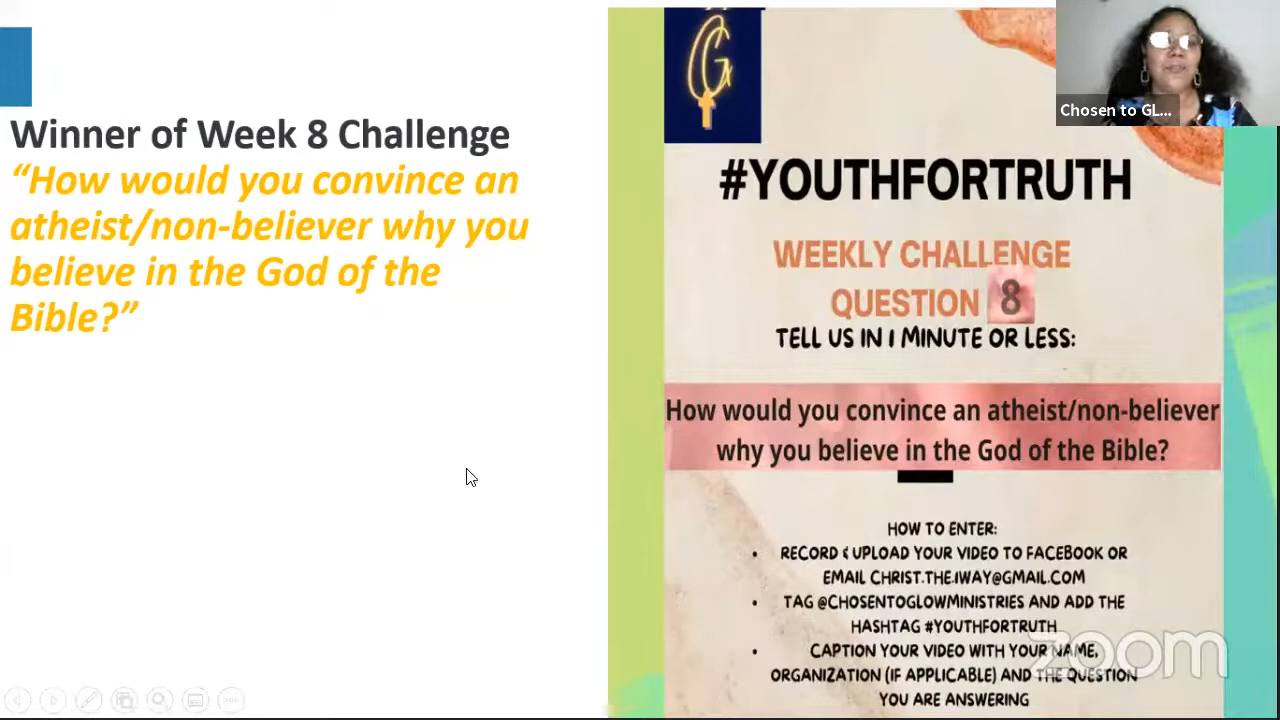 Winner of Week 8 Challenge
“How would you convince an
atheist/non-believer why you
believe in the God of the
Bible?”
G
Chosen to GL...
#YOUTHFORTRUTH
WEEKLY CHALLENGE
QUESTION 8
TELL US IN 1 MINUTE OR LESS:
How would you convince an atheist/non-believer
why you believe in the God of the Bible?
HOW TO ENTER:
• RECORD & UPLOAD YOUR VIDEO TO FACEBOOK OR
EMAIL CHRIST.THE.1WAY@GMAIL.COM
• TAG @CHOSENTOGLOWMINISTRIES AND ADD THE
HASHTAG #YOUTHFORTRUTH
• CAPTION YOUR VIDEO WITH YOUR NAME,
ORGANIZATION (IF APPLICABLE) AND THE QUESTION
YOU ARE ANSWERING
zoom